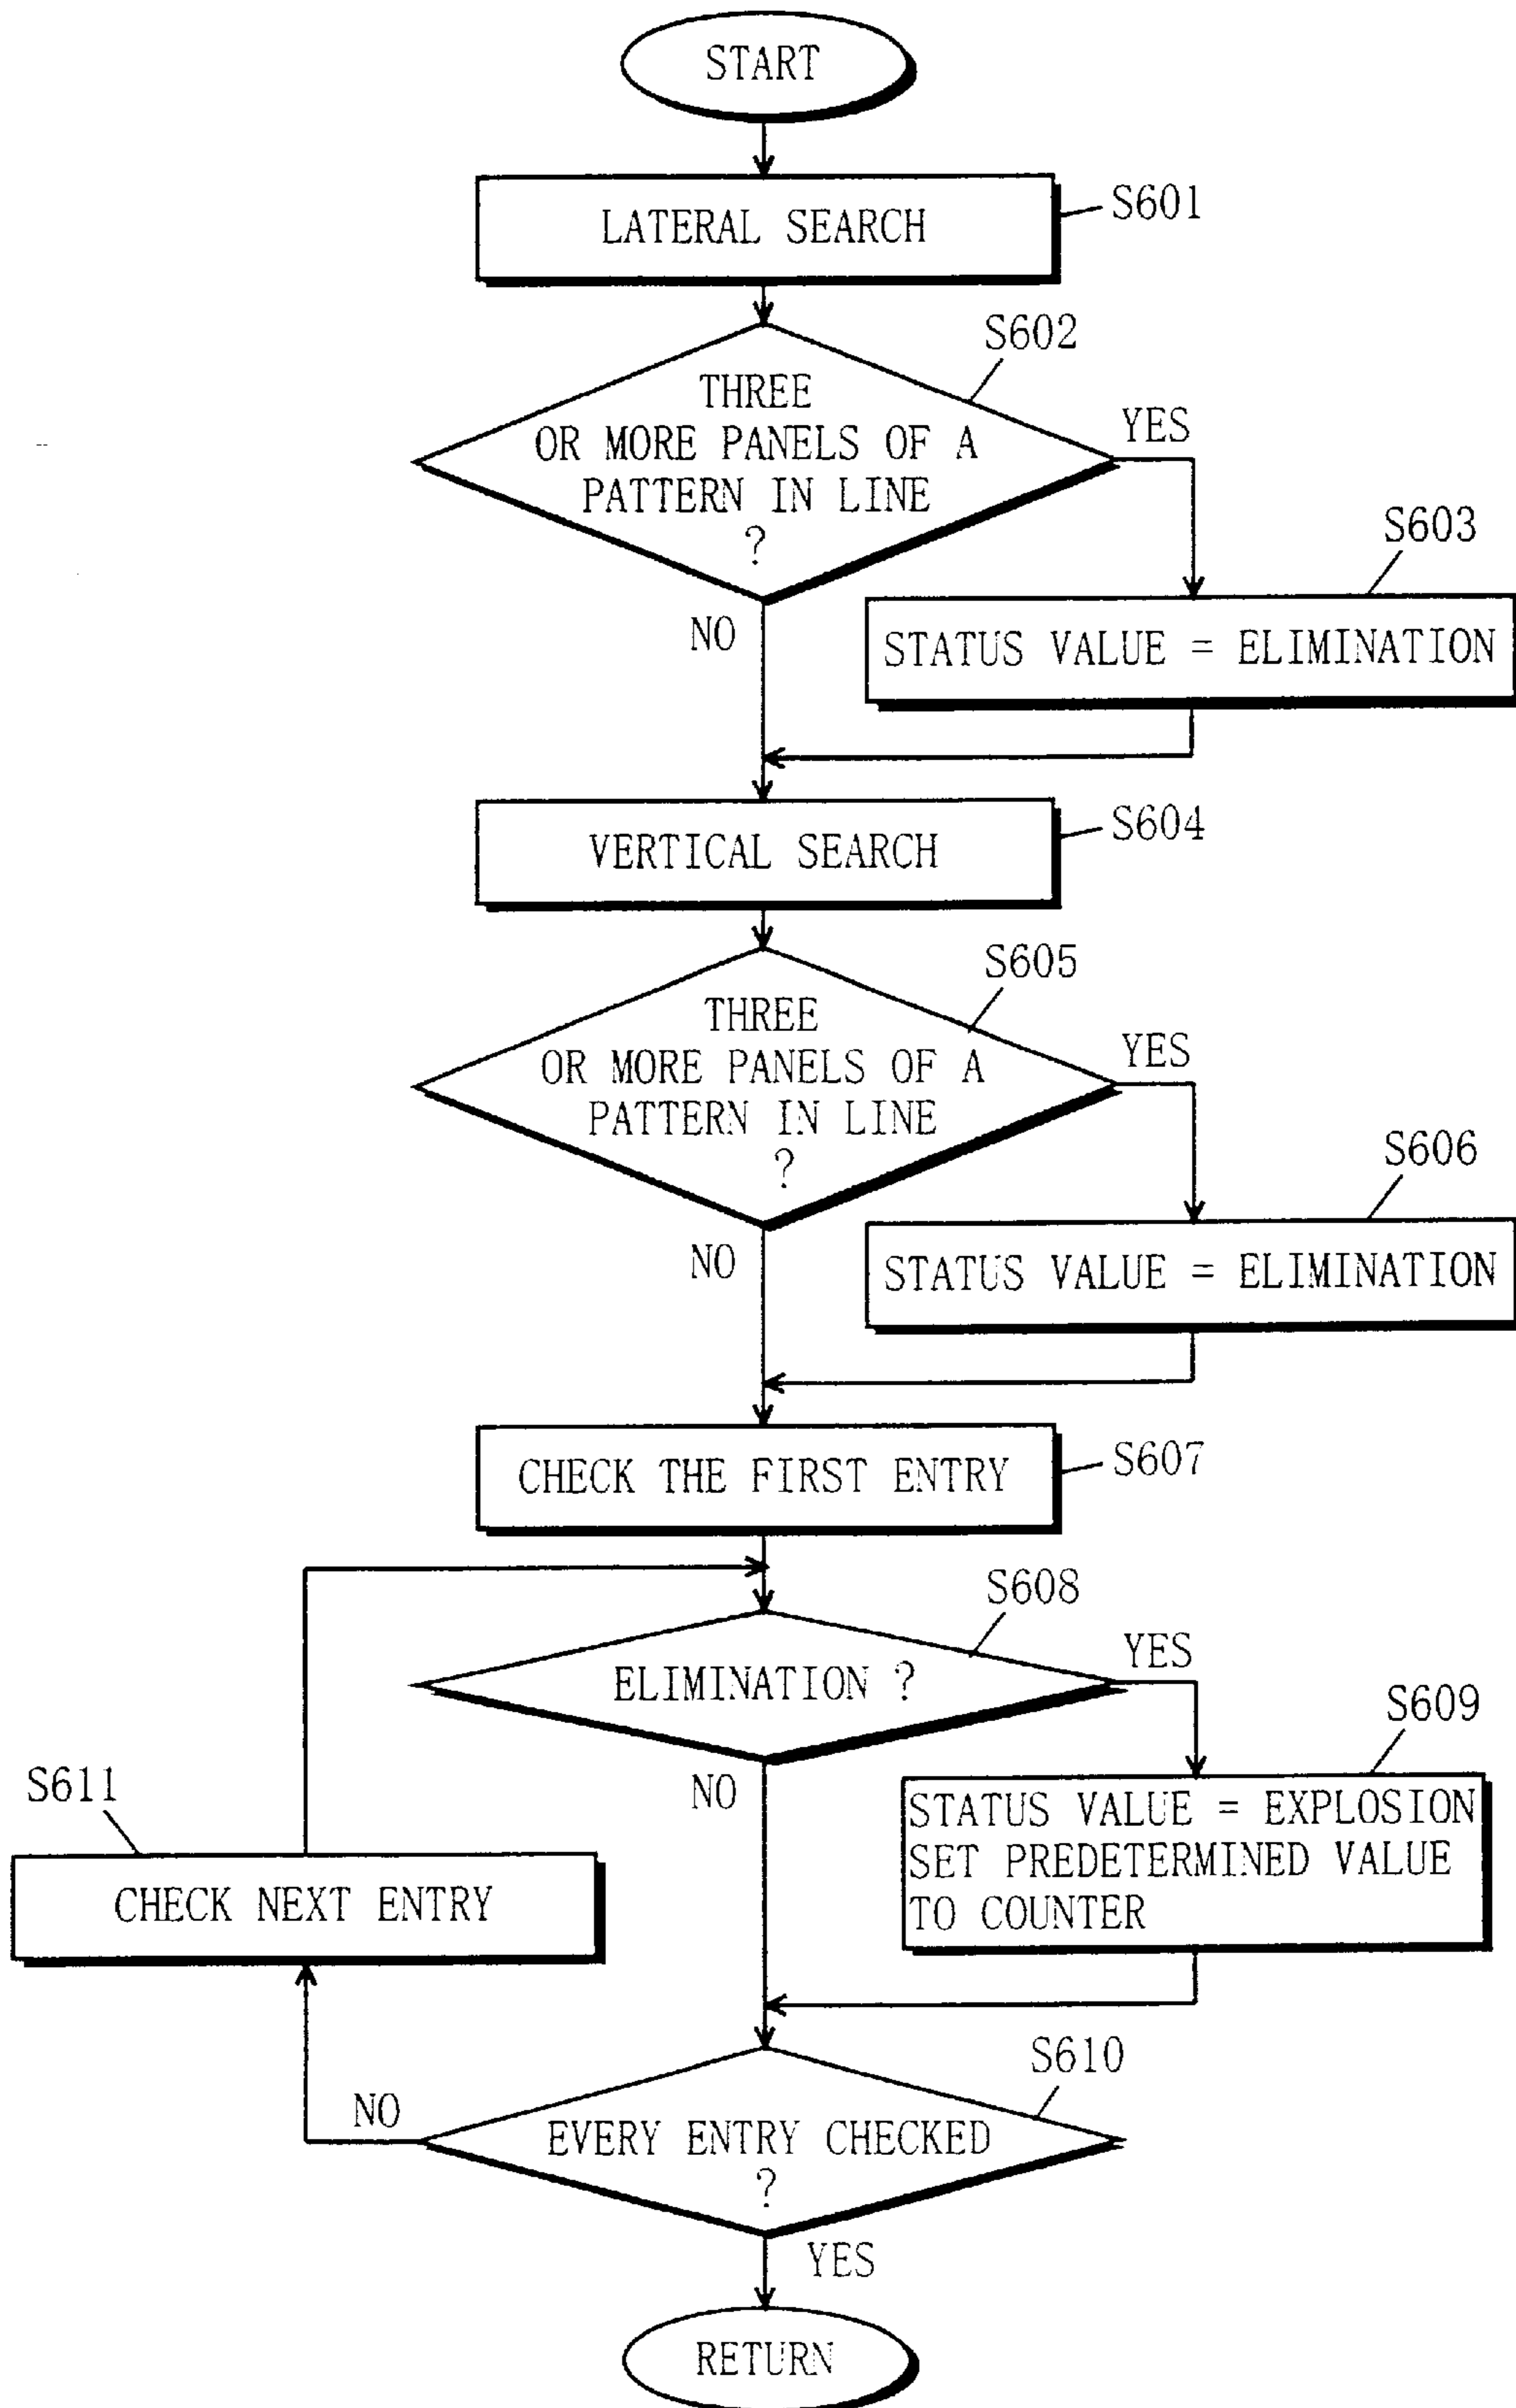 START
LATERAL SEARCH
S601
S602
THREE
OR MORE PANELS OF A
PATTERN IN LINE
?
YES
NO
S603
STATUS VALUE = ELIMINATION
VERTICAL SEARCH
S604
S605
THREE
OR MORE PANELS OF A
PATTERN IN LINE
?
YES
NO
S606
STATUS VALUE = ELIMINATION
CHECK THE FIRST ENTRY
S607
S608
ELIMINATION ?
YES
NO
S609
STATUS VALUE = EXPLOSION
SET PREDETERMINED VALUE
TO COUNTER
S611
CHECK NEXT ENTRY
S610
EVERY ENTRY CHECKED
?
NO
YES
RETURN